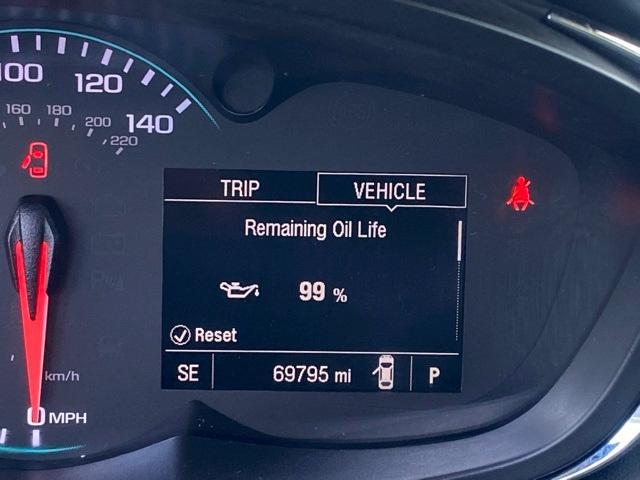 100
120
140
160
180
200
220
TRIP
VEHICLE
Remaining Oil Life
99 %
Reset
SE
69795 mi
P
km/h
0 MPH